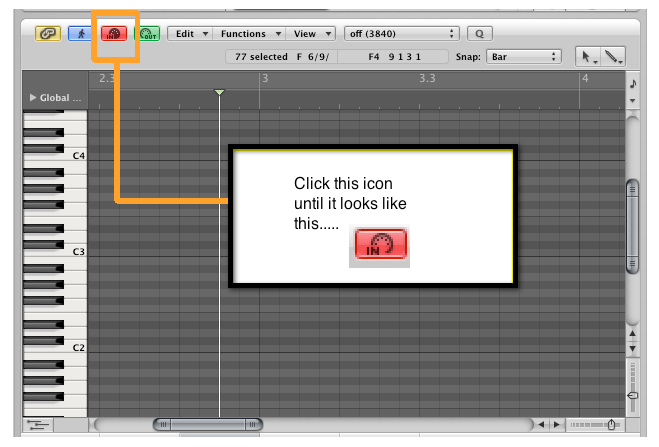 IN OUT Edit Functions View off (3840) Q
77 selected F 6/9/ F4 9 1 3 1 Snap: Bar
2.3 3 3.3 4
Global ...
C4
Click this icon
until it looks like
this.....
IN
C3
C2